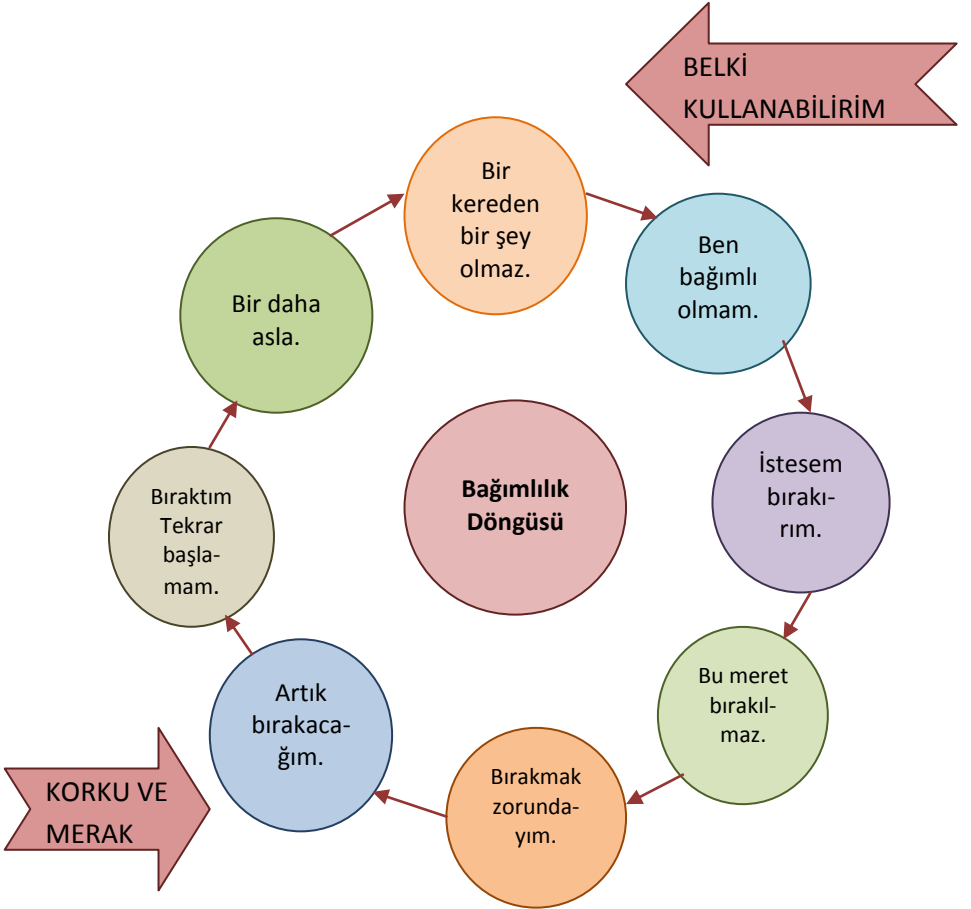 BELKİ
KULLANABİLİRİM
Bir
kereden
bir şey
olmaz.
Ben
bağımlı
olmam.
İstesem
bırakı-
rım.
Bu meret
bırakıl-
maz.
Bırakmak
zorunda-
yım.
Artık
bırakaca-
ğım.
Bıraktım
Tekrar
başla-
mam.
Bir daha
asla.
Bağımlılık
Döngüsü
KORKU VE
MERAK